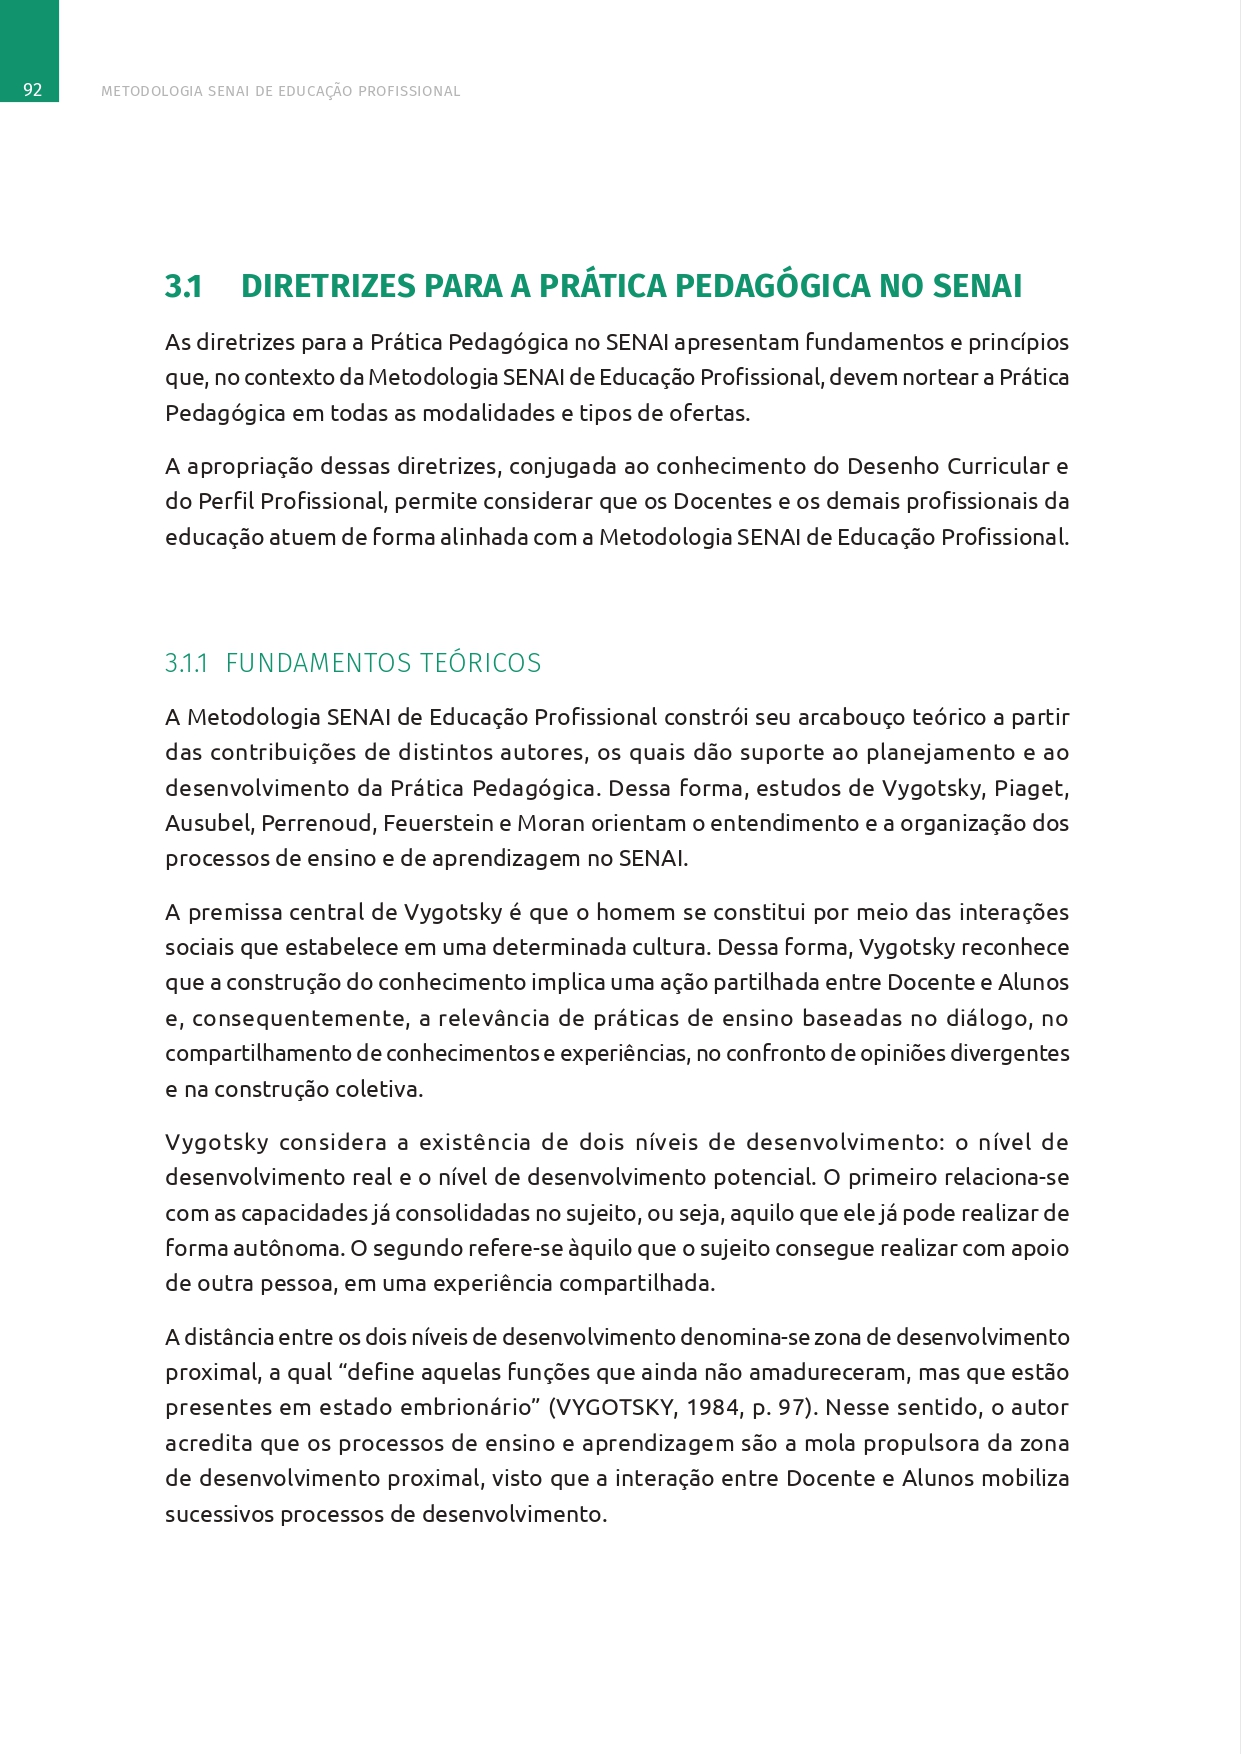 92
METODOLOGIA SENAI DE EDUCAÇÃO PROFISSIONAL
3.1 DIRETRIZES PARA A PRÁTICA PEDAGÓGICA NO SENAI
As diretrizes para a Prática Pedagógica no SENAI apresentam fundamentos e princípios
que, no contexto da Metodologia SENAI de Educação Profissional, devem nortear a Prática
Pedagógica em todas as modalidades e tipos de ofertas.
A apropriação dessas diretrizes, conjugada ao conhecimento do Desenho Curricular e
do Perfil Profissional, permite considerar que os Docentes e os demais profissionais da
educação atuem de forma alinhada com a Metodologia SENAI de Educação Profissional.
3.1.1 FUNDAMENTOS TEÓRICOS
A Metodologia SENAI de Educação Profissional constrói seu arcabouço teórico a partir
das contribuições de distintos autores, os quais dão suporte ao planejamento e ao
desenvolvimento da Prática Pedagógica. Dessa forma, estudos de Vygotsky, Piaget,
Ausubel, Perrenoud, Feuerstein e Moran orientam o entendimento e a organização dos
processos de ensino e de aprendizagem no SENAI.
A premissa central de Vygotsky é que o homem se constitui por meio das interações
sociais que estabelece em uma determinada cultura. Dessa forma, Vygotsky reconhece
que a construção do conhecimento implica uma ação partilhada entre Docente e Alunos
e, consequentemente, a relevância de práticas de ensino baseadas no diálogo, no
compartilhamento de conhecimentos e experiências, no confronto de opiniões divergentes
e na construção coletiva.
Vygotsky considera a existência de dois níveis de desenvolvimento: o nível de
desenvolvimento real e o nível de desenvolvimento potencial. O primeiro relaciona-se
com as capacidades já consolidadas no sujeito, ou seja, aquilo que ele já pode realizar de
forma autônoma. O segundo refere-se àquilo que o sujeito consegue realizar com apoio
de outra pessoa, em uma experiência compartilhada.
A distância entre os dois níveis de desenvolvimento denomina-se zona de desenvolvimento
proximal, a qual “define aquelas funções que ainda não amadureceram, mas que estão
presentes em estado embrionário” (VYGOTSKY, 1984, p. 97). Nesse sentido, o autor
acredita que os processos de ensino e aprendizagem são a mola propulsora da zona
de desenvolvimento proximal, visto que a interação entre Docente e Alunos mobiliza
sucessivos processos de desenvolvimento.